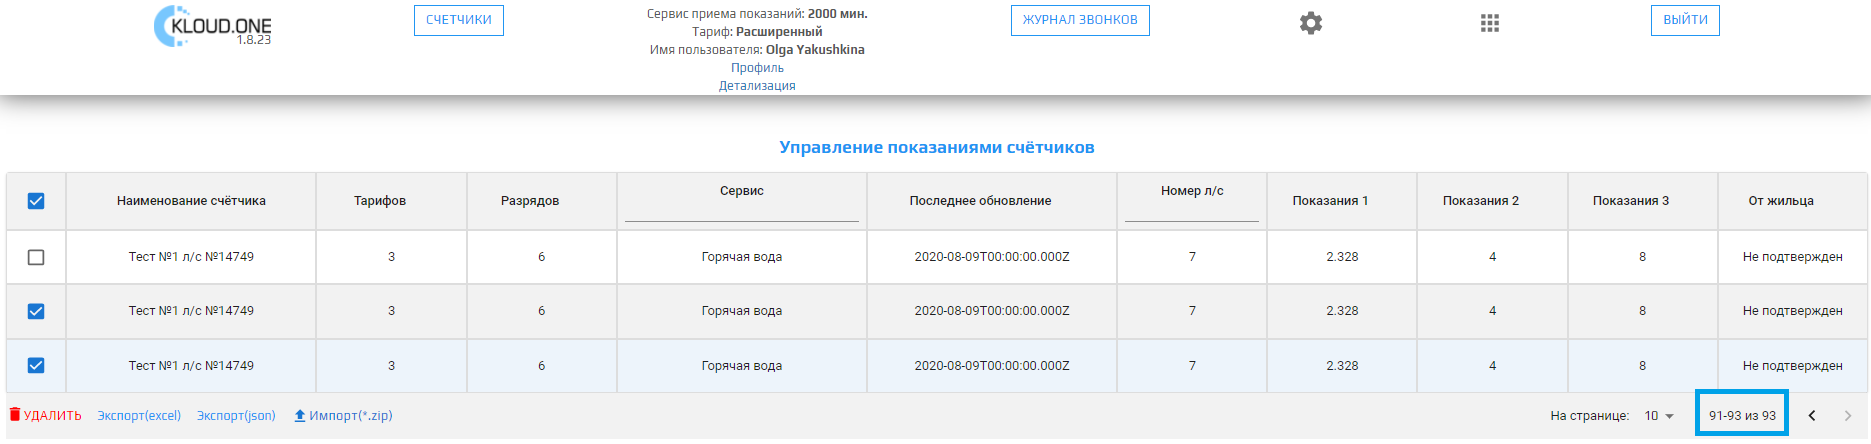 KLOUD.ONE
1.8.23
СЧЕТЧИКИ
Сервис приема показаний: 2000 мин.
Тариф: Расширенный
Имя пользователя: Olga Yakushkina
Профиль
Детализация
ЖУРНАЛ ЗВОНКОВ
ВЫЙТИ
Управление показаниями счётчиков
Наименование счётчика Тарифов Разрядов Сервис Последнее обновление Номер л/с Показания 1 Показания 2 Показания 3 От жильца
Тест №1 л/с №14749 3 6 Горячая вода 2020-08-09T00:00:00.000Z 7 2.328 4 8 Не подтвержден
Тест №1 л/с №14749 3 6 Горячая вода 2020-08-09T00:00:00.000Z 7 2.328 4 8 Не подтвержден
Тест №1 л/с №14749 3 6 Горячая вода 2020-08-09T00:00:00.000Z 7 2.328 4 8 Не подтвержден
УДАЛИТЬ Экспорт(excel) Экспорт(json) Импорт(*.zip) На странице: 10 91-93 из 93